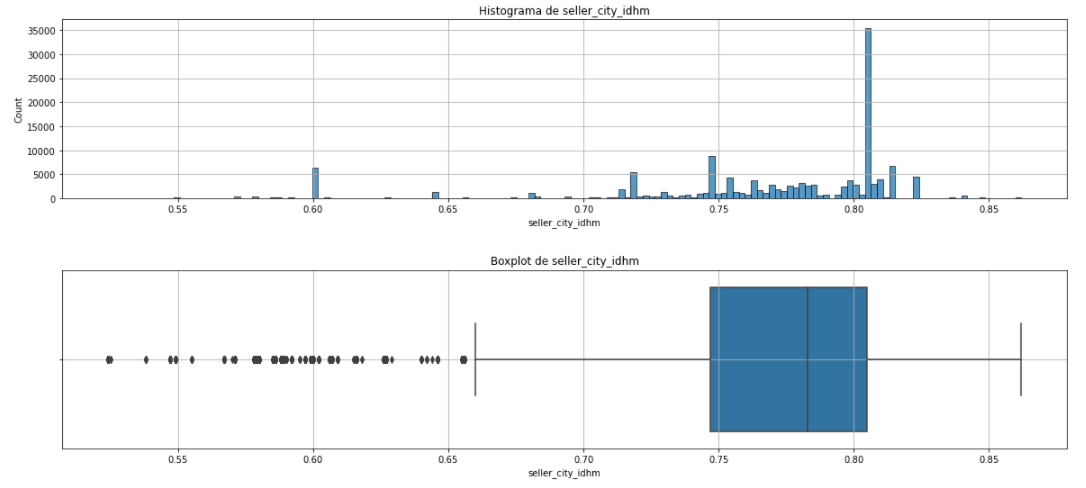 Histograma de seller_city_idhm
35000
30000
25000
20000
15000
10000
5000
0
Count
0.55 0.60 0.65 0.70 0.75 0.80 0.85
seller_city_idhm
Boxplot de seller_city_idhm
0.55 0.60 0.65 0.70 0.75 0.80 0.85
seller_city_idhm